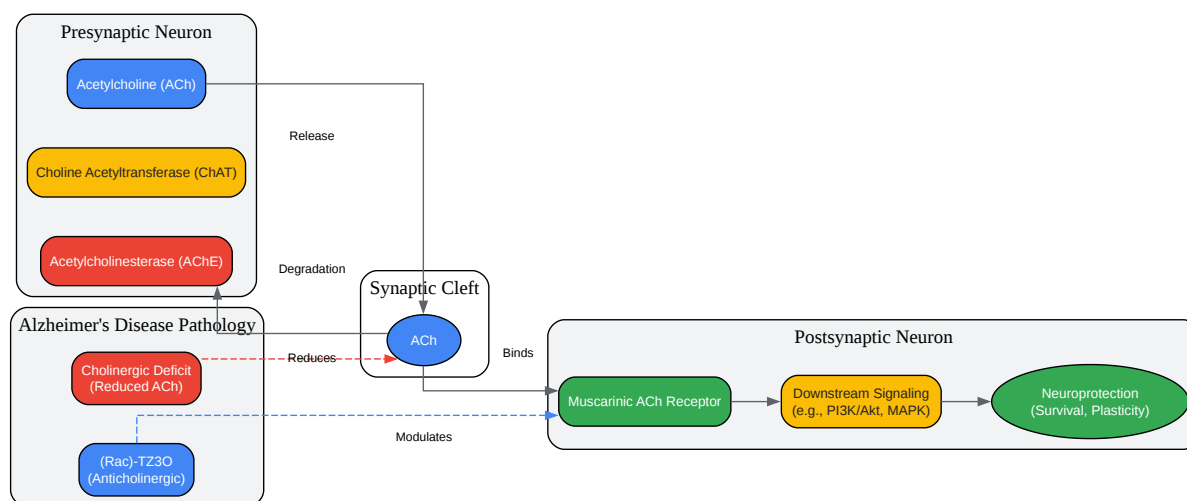 Presynaptic Neuron
Acetylcholine (ACh)
Release
Choline Acetyltransferase (ChAT)
Acetylcholinesterase (AChE)
Degradation
Synaptic Cleft
ACh
Alzheimer's Disease Pathology
Cholinergic Deficit
(Reduced ACh)
Reduces
(Rac)-TZ3O
(Anticholinergic)
Modulates
Binds
Postsynaptic Neuron
Muscarinic ACh Receptor
Downstream Signaling
(e.g., PI3K/Akt, MAPK)
Neuroprotection
(Survival, Plasticity)